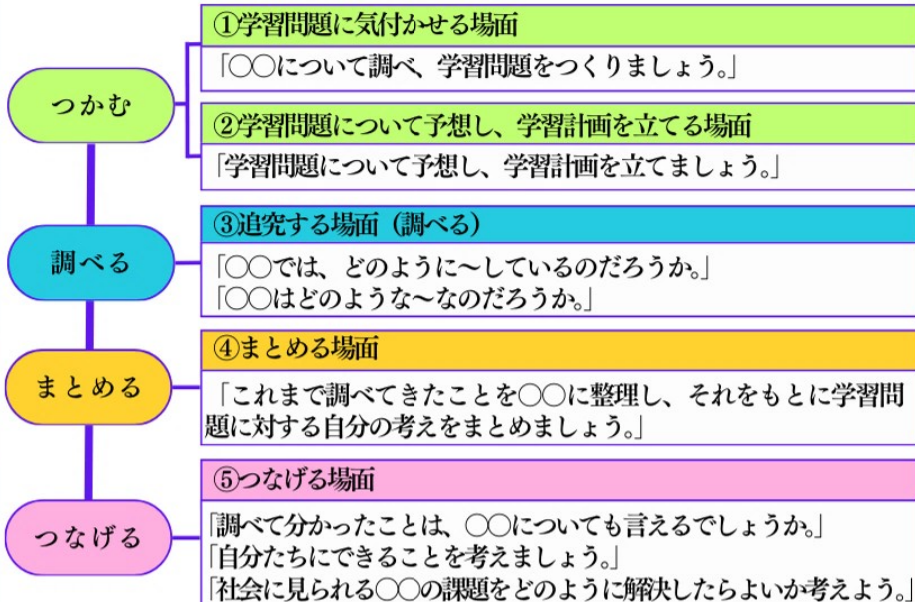 つかむ
①学習問題に気付かせる場面
「○○について調べ、学習問題をつくりましょう。」
②学習問題について予想し、学習計画を立てる場面
「学習問題について予想し、学習計画を立てましょう。」
調べる
③追究する場面（調べる）
「○○では、どのように～しているのだろうか。」
「○○はどのような～なのだろうか。」
まとめる
④まとめる場面
「これまで調べてきたことを○○に整理し、それをもとに学習問
題に対する自分の考えをまとめましょう。」
つなげる
⑤つなげる場面
「調べて分かったことは、○○についても言えるでしょうか。」
「自分たちにできることを考えましょう。」
「社会に見られる○○の課題をどのように解決したらよいか考えよう。」